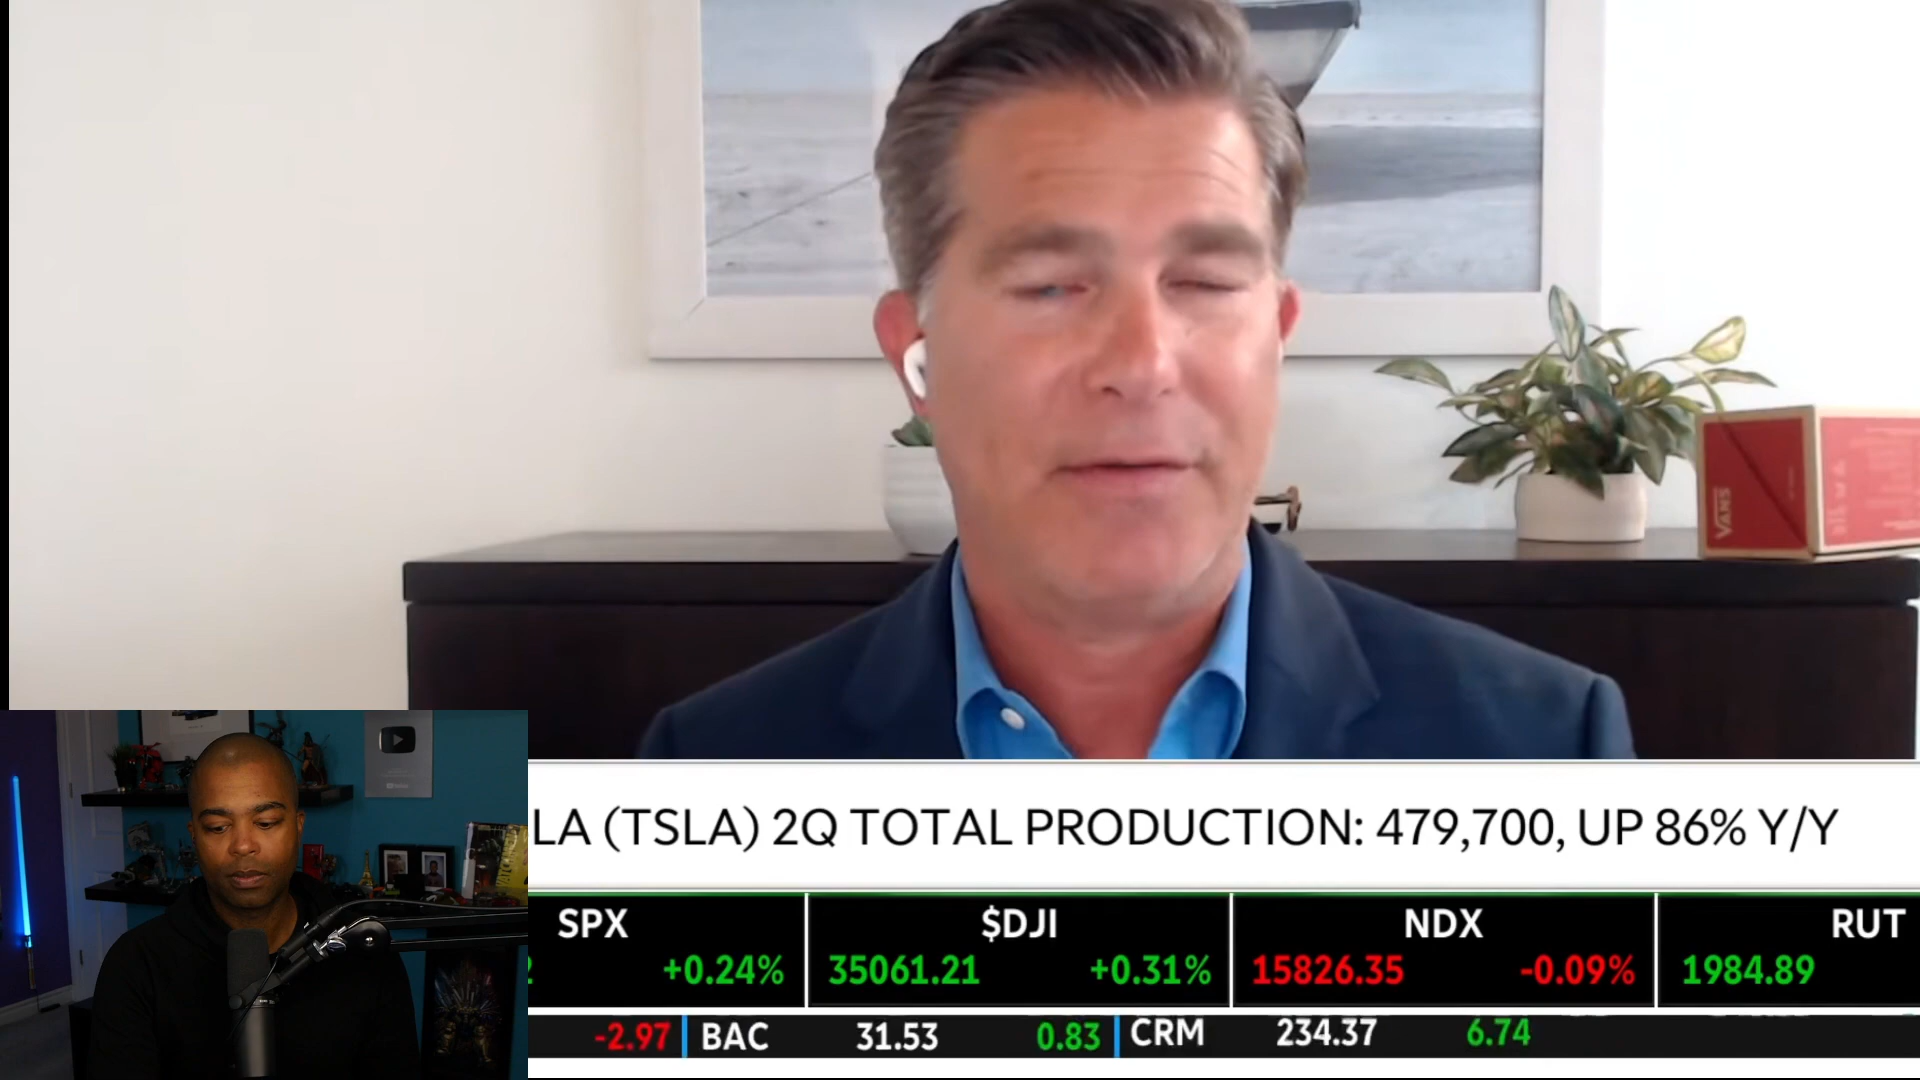 VANS
LA (TSLA) 2Q TOTAL PRODUCTION: 479,700, UP 86% Y/Y
SPX $DJI NDX RUT
+0.24% 35061.21 +0.31% 15826.35 -0.09% 1984.89
-2.97 BAC 31.53 0.83 CRM 234.37 6.74